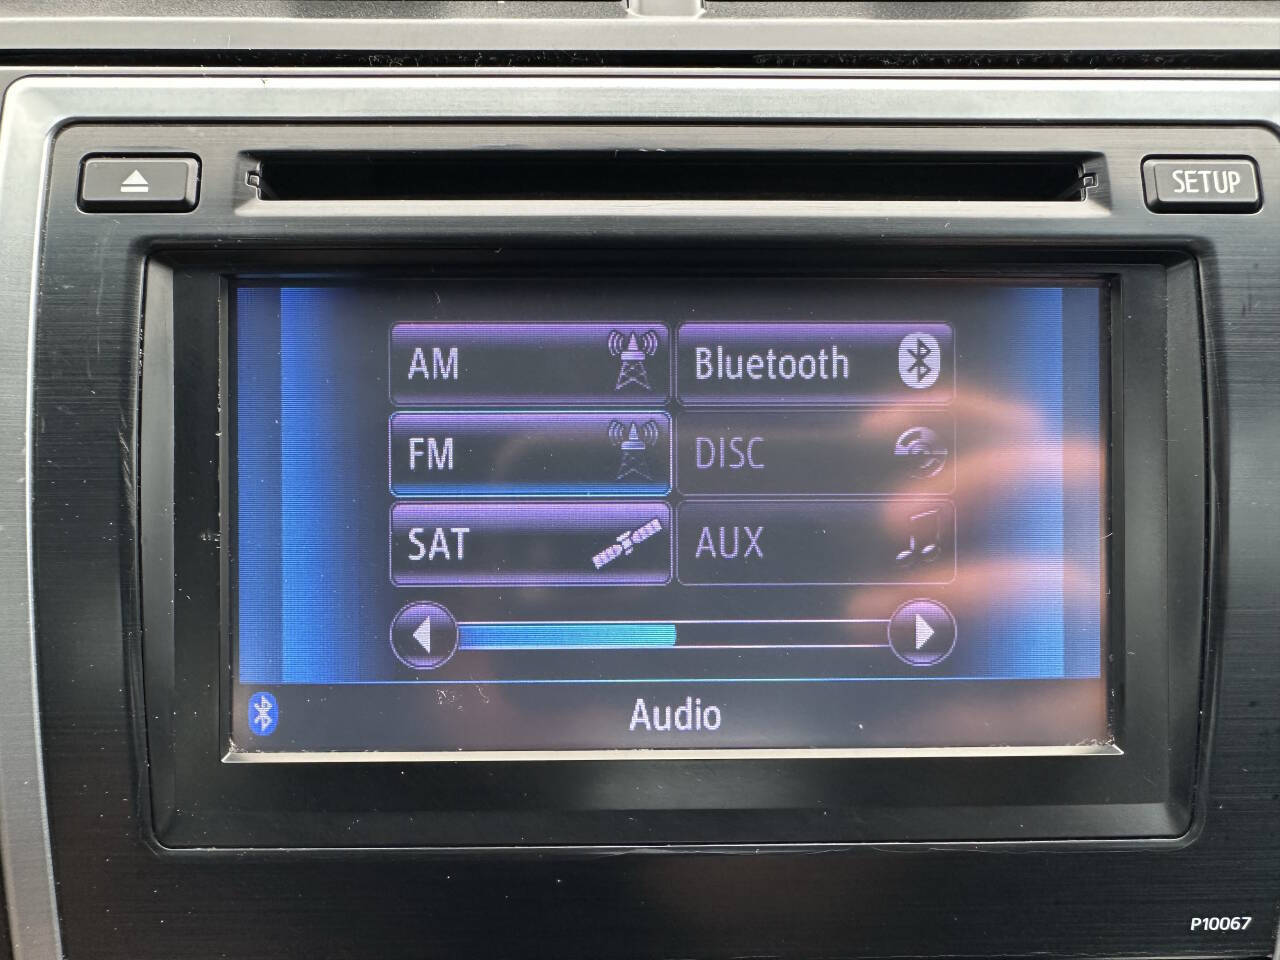 SETUP
AM
Bluetooth
FM
DISC
SAT
AUX
Audio
P10067